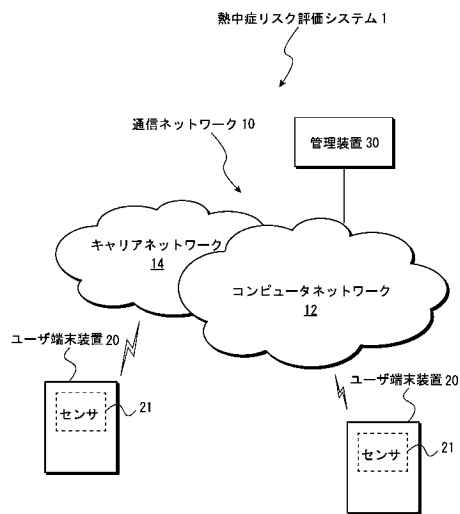 熱中症リスク評価システム 1
通信ネットワーク 10
管理装置 30
キャリアネットワーク
14
コンピュータネットワーク
12
ユーザ端末装置 20
センサ
21
ユーザ端末装置 20
センサ
21